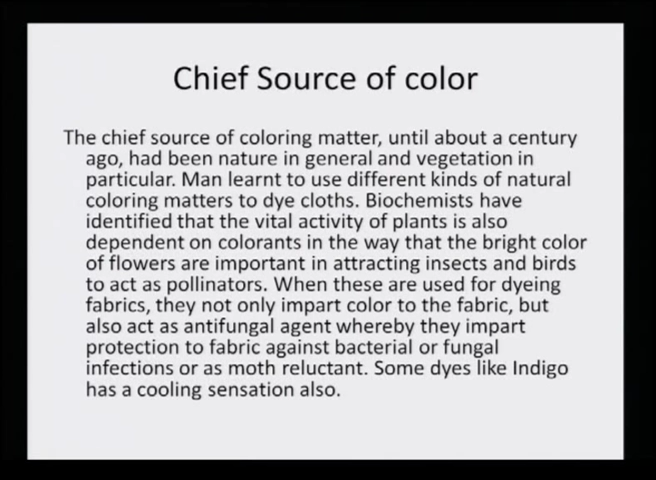 Chief Source of color
The chief source of coloring matter, until about a century
ago, had been nature in general and vegetation in
particular. Man learnt to use different kinds of natural
coloring matters to dye cloths. Biochemists have
identified that the vital activity of plants is also
dependent on colorants in the way that the bright color
of flowers are important in attracting insects and birds
to act as pollinators. When these are used for dyeing
fabrics, they not only impart color to the fabric, but
also act as antifungal agent whereby they impart
protection to fabric against bacterial or fungal
infections or as moth reluctant. Some dyes like Indigo
has a cooling sensation also.